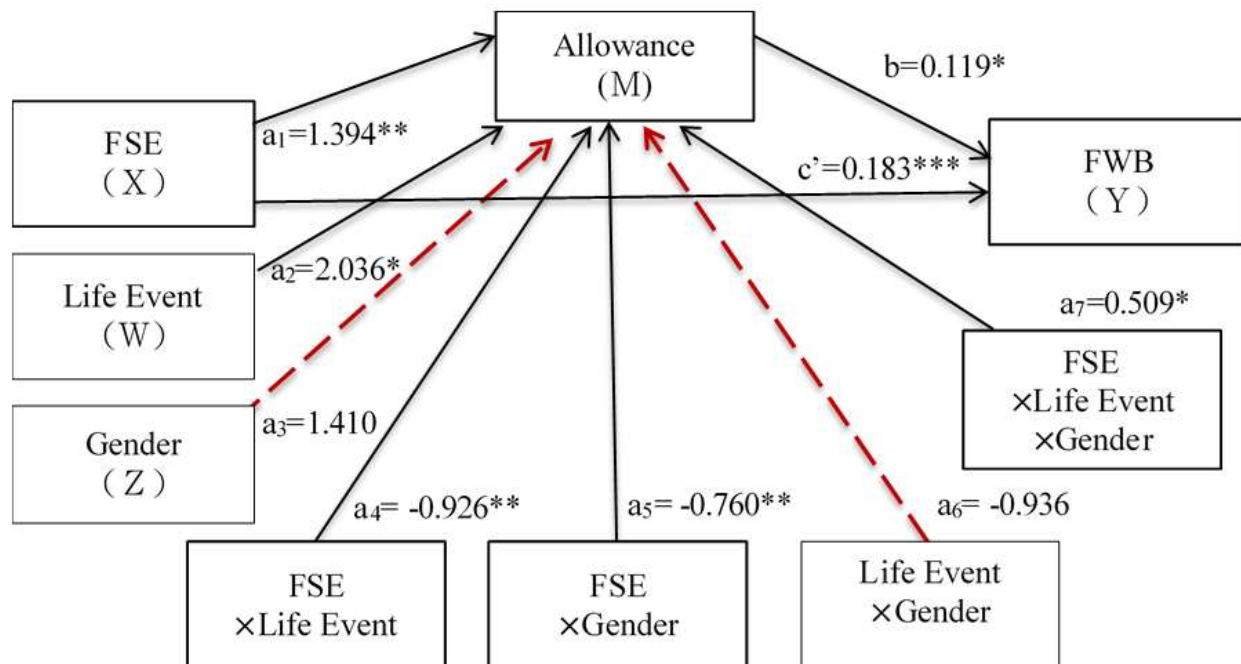 Allowance
(M)
b=0.119*
FSE
（X）
a₁=1.394**
c’=0.183***
FWB
（Y）
Life Event
（W）
a₂=2.036*
a₇=0.509*
FSE
×Life Event
×Gender
Gender
（Z）
a₃=1.410
a₄= -0.926**
a₅= -0.760**
a₆= -0.936
FSE
×Life Event
FSE
×Gender
Life Event
×Gender